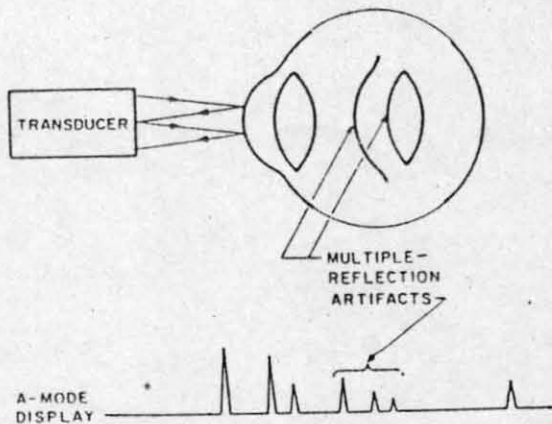 TRANSDUCER
MULTIPLE-
REFLECTION
ARTIFACTS
A-MODE
DISPLAY